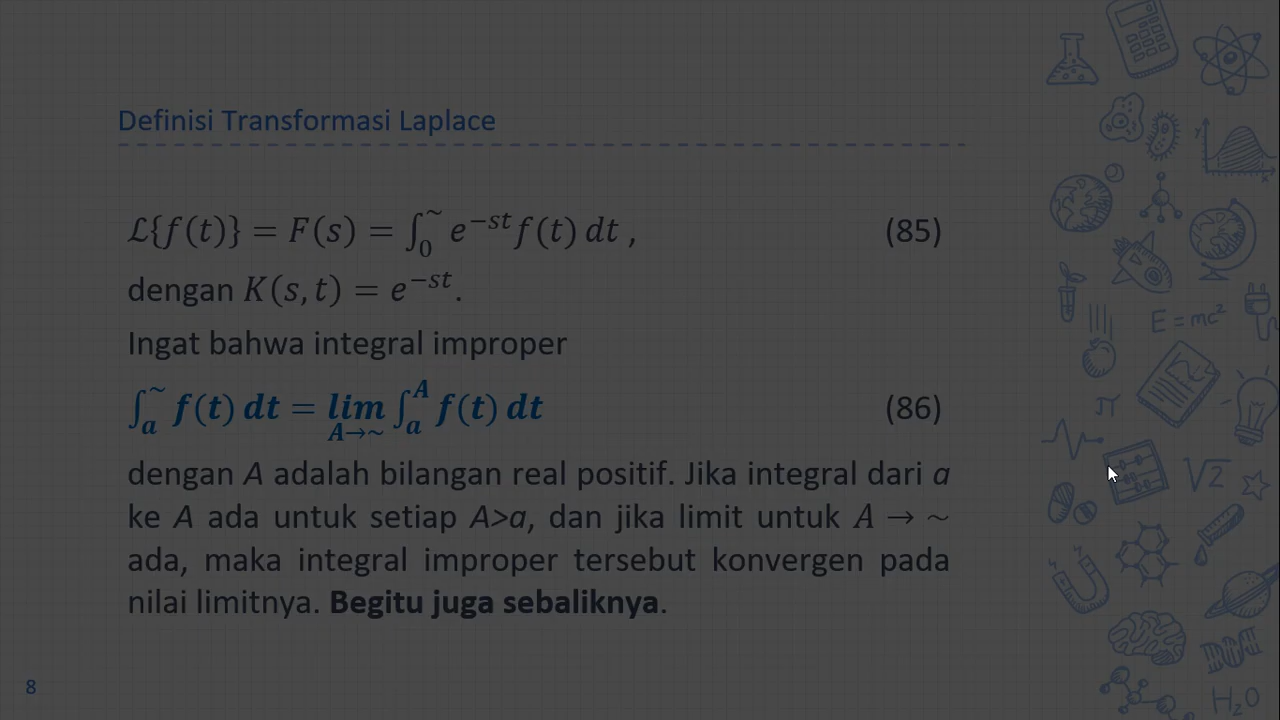 Definisi Transformasi Laplace
ℒ{f(t)} = F(s) = ∫₀^~ e^{−st} f(t) dt , (85)
dengan K(s, t) = e^{−st}.
Ingat bahwa integral improper
∫ₐ^~ f(t) dt = lim_{A→~} ∫ₐ^A f(t) dt (86)
dengan A adalah bilangan real positif. Jika integral dari a
ke A ada untuk setiap A>a, dan jika limit untuk A → ~
ada, maka integral improper tersebut konvergen pada
nilai limitnya. Begitu juga sebaliknya.
8
E = mc²
π
√2
H₂O